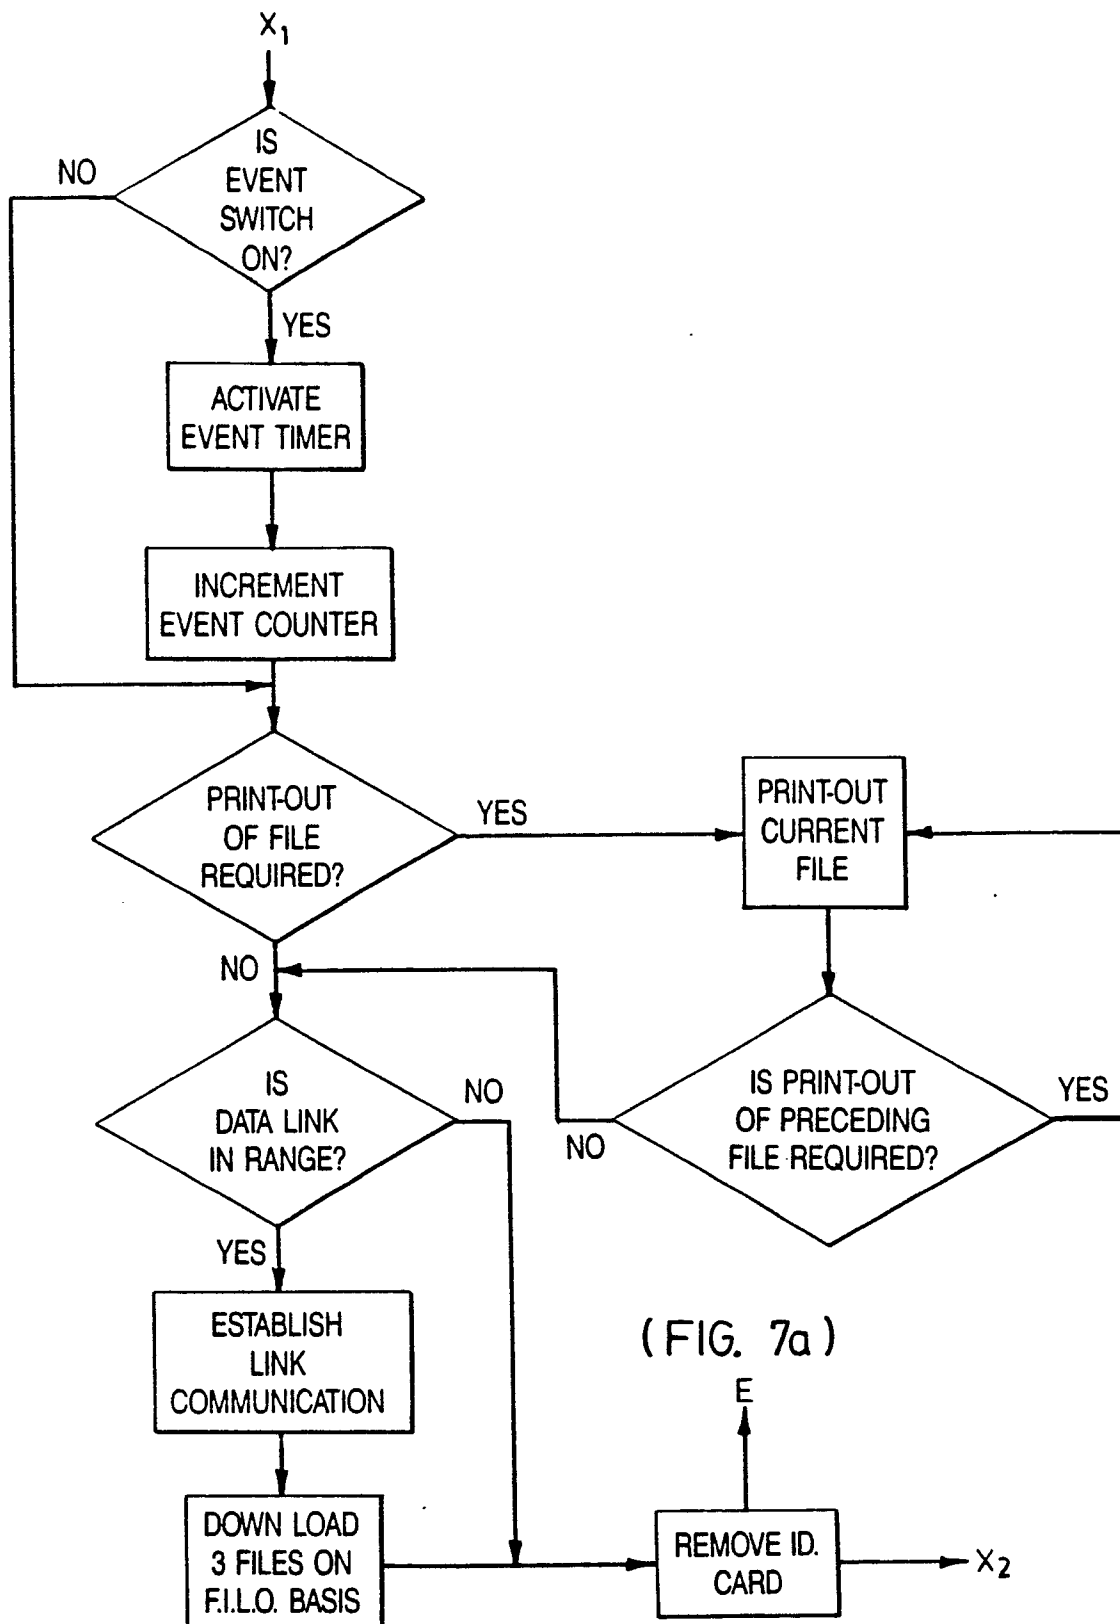 X1
IS
EVENT
SWITCH
ON?
NO
YES
ACTIVATE
EVENT TIMER
INCREMENT
EVENT COUNTER
PRINT-OUT
OF FILE
REQUIRED?
YES
PRINT-OUT
CURRENT
FILE
NO
IS
DATA LINK
IN RANGE?
NO
IS PRINT-OUT
OF PRECEDING
FILE REQUIRED?
NO
YES
YES
ESTABLISH
LINK
COMMUNICATION
(FIG. 7a)
E
DOWN LOAD
3 FILES ON
F.I.L.O. BASIS
REMOVE ID.
CARD
X2